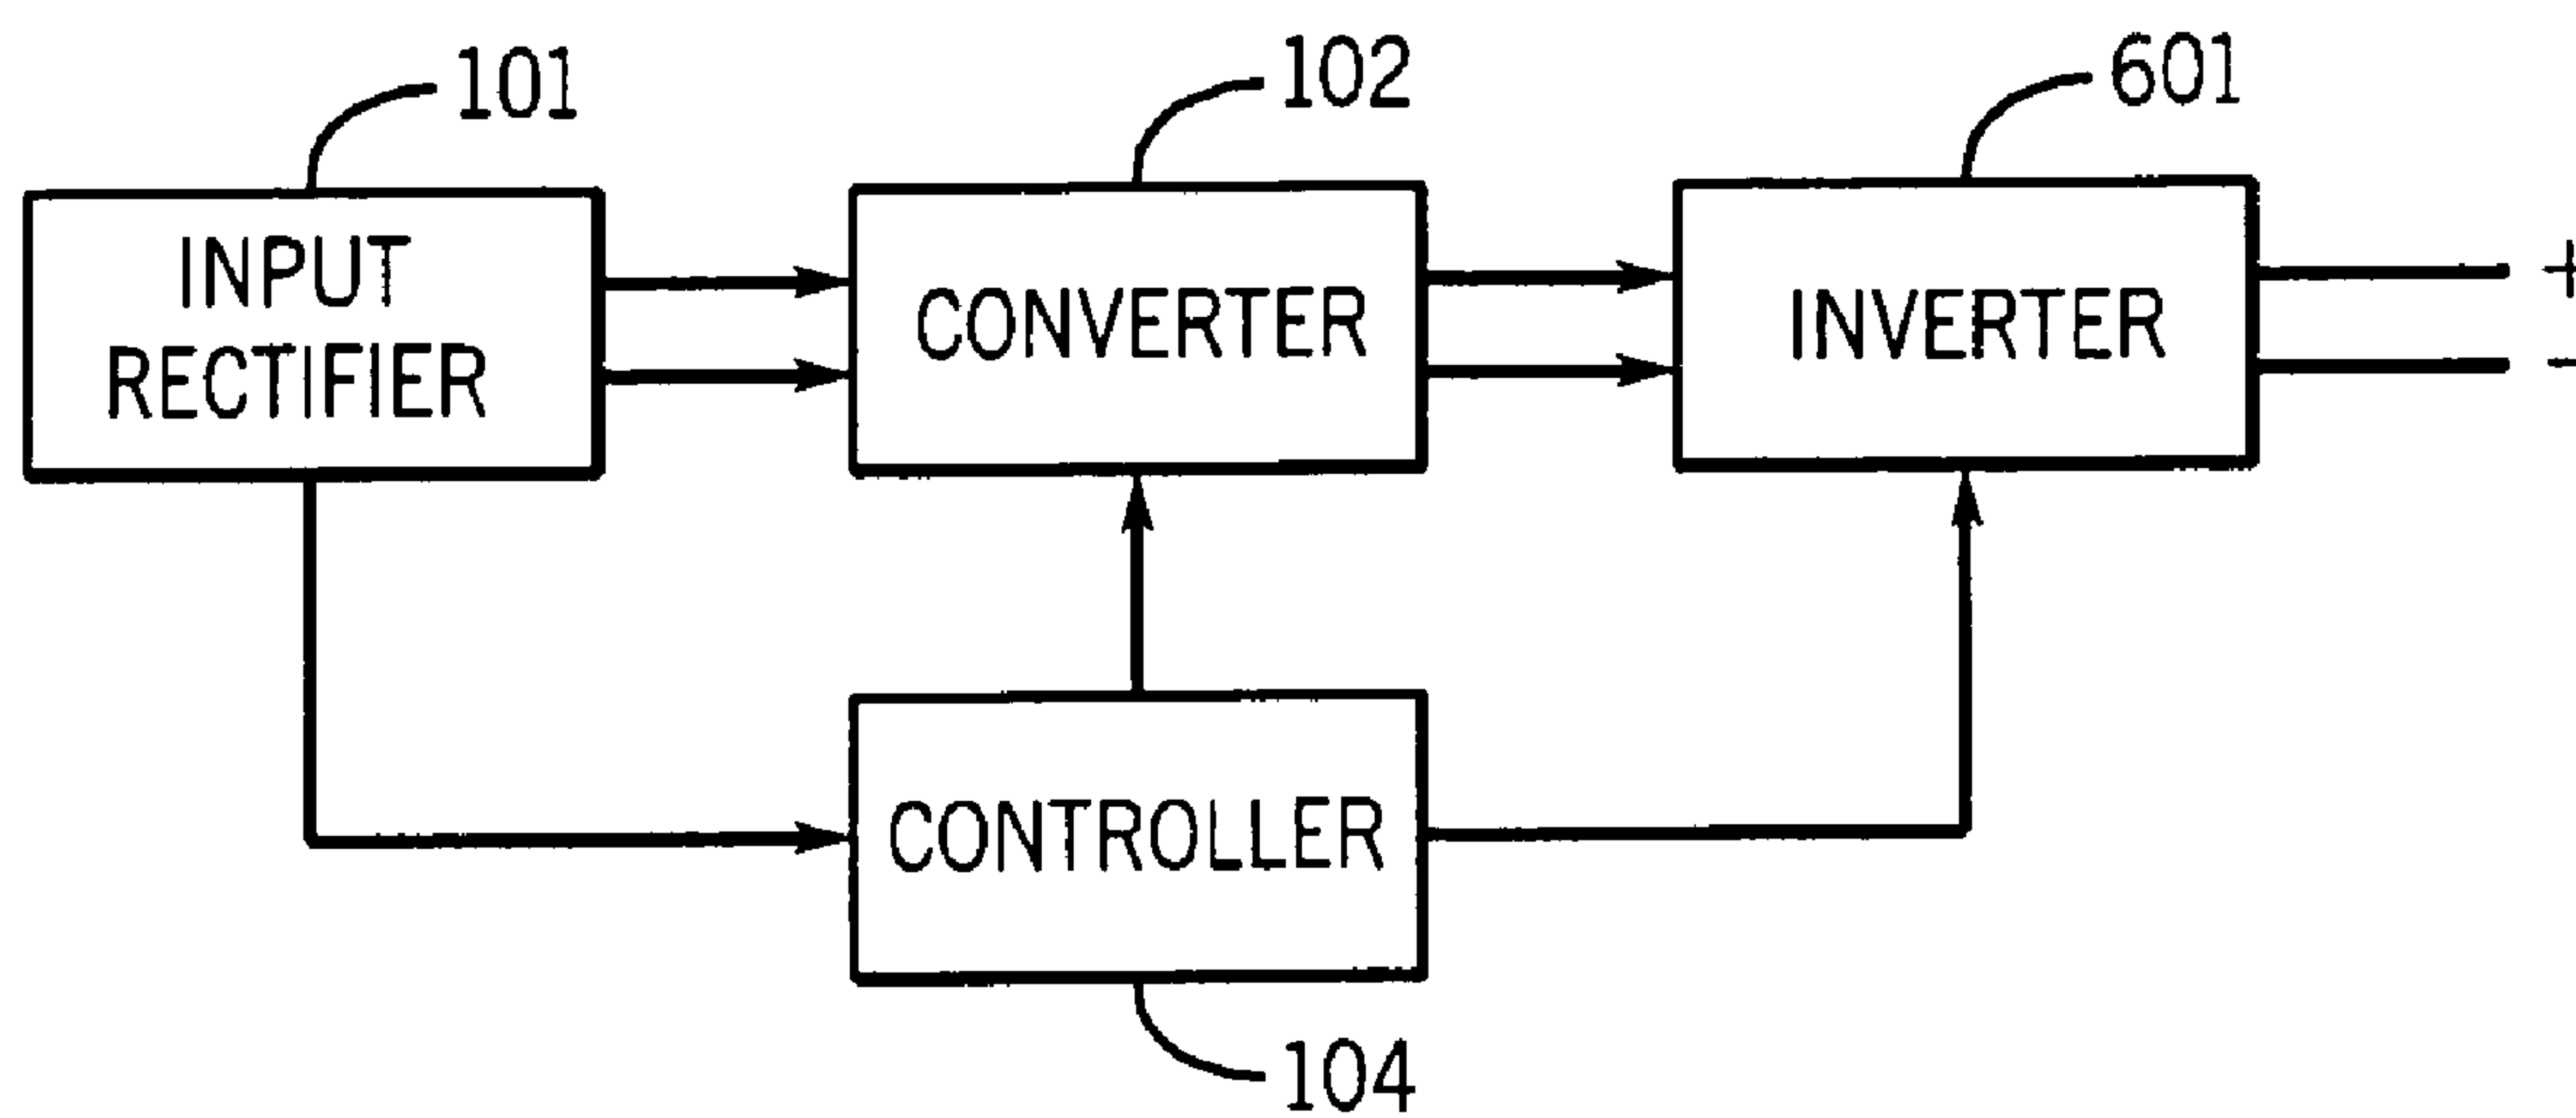 101
102
601
INPUT
RECTIFIER
CONVERTER
INVERTER
+
-
CONTROLLER
104